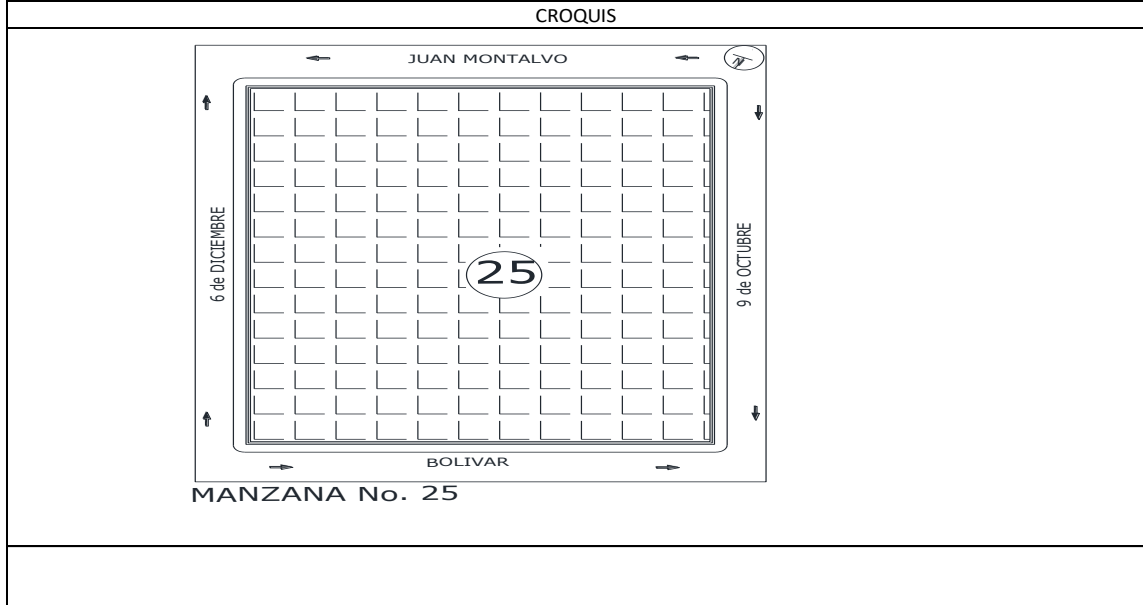 CROQUIS
JUAN MONTALVO
N
6 de DICIEMBRE
25
9 de OCTUBRE
BOLIVAR
MANZANA No. 25